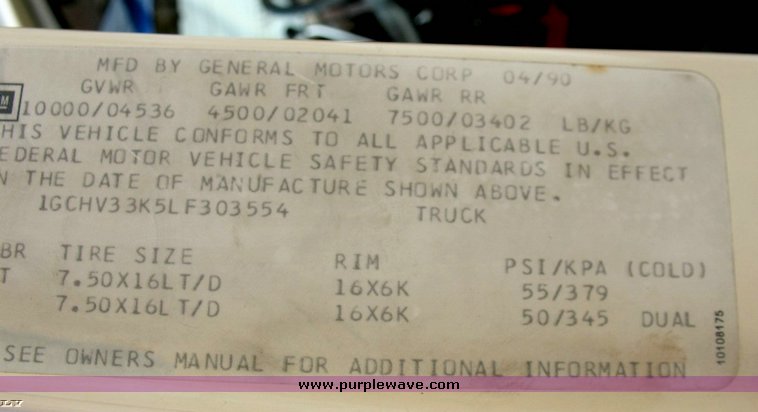 MFD BY GENERAL MOTORS CORP 04/90
GVWR GAWR FRT GAWR RR
10000/04536 4500/02041 7500/03402 LB/KG
HIS VEHICLE CONFORMS TO ALL APPLICABLE U.S.
EDERAL MOTOR VEHICLE SAFETY STANDARDS IN EFFECT
N THE DATE OF MANUFACTURE SHOWN ABOVE.
1GCHV33K5LF303554 TRUCK
BR TIRE SIZE RIM PSI/KPA (COLD)
T 7.50X16LT/D 16X6K 55/379
7.50X16LT/D 16X6K 50/345 DUAL
10108175
SEE OWNERS MANUAL FOR ADDITIONAL INFORMATION
www.purplewave.com